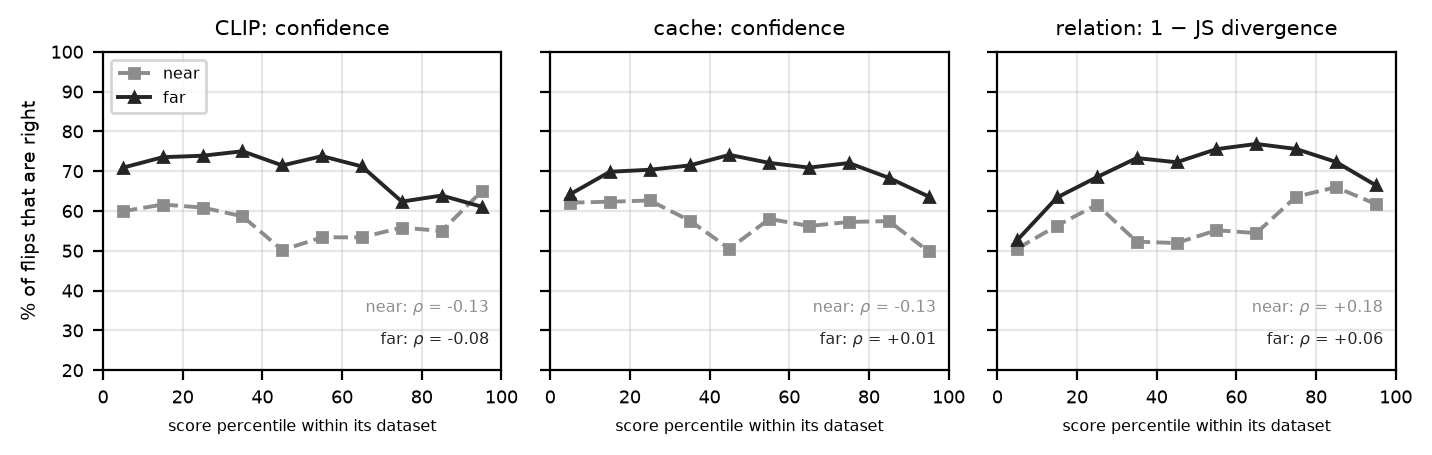 CLIP: confidence
cache: confidence
relation: 1 − JS divergence
% of flips that are right
100
90
80
70
60
50
40
30
20
near
far
near: ρ = -0.13
far: ρ = -0.08
near: ρ = -0.13
far: ρ = +0.01
near: ρ = +0.18
far: ρ = +0.06
0 20 40 60 80 100
0 20 40 60 80 100
0 20 40 60 80 100
score percentile within its dataset
score percentile within its dataset
score percentile within its dataset